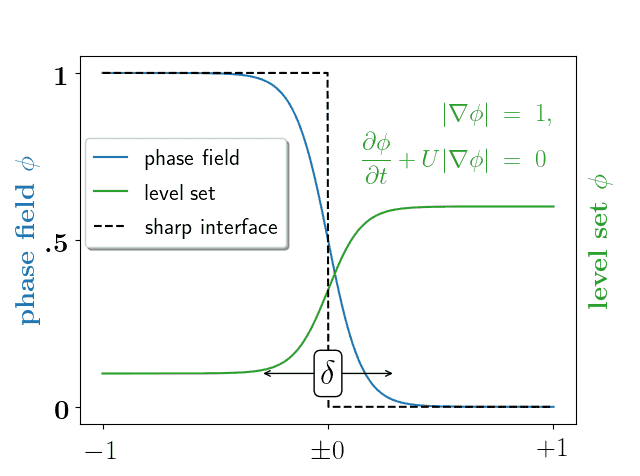 |∇ϕ| = 1,
∂ϕ/∂t + U|∇ϕ| = 0
phase field
level set
sharp interface
phase field ϕ
1
.5
0
δ
−1
±0
+1
level set ϕ